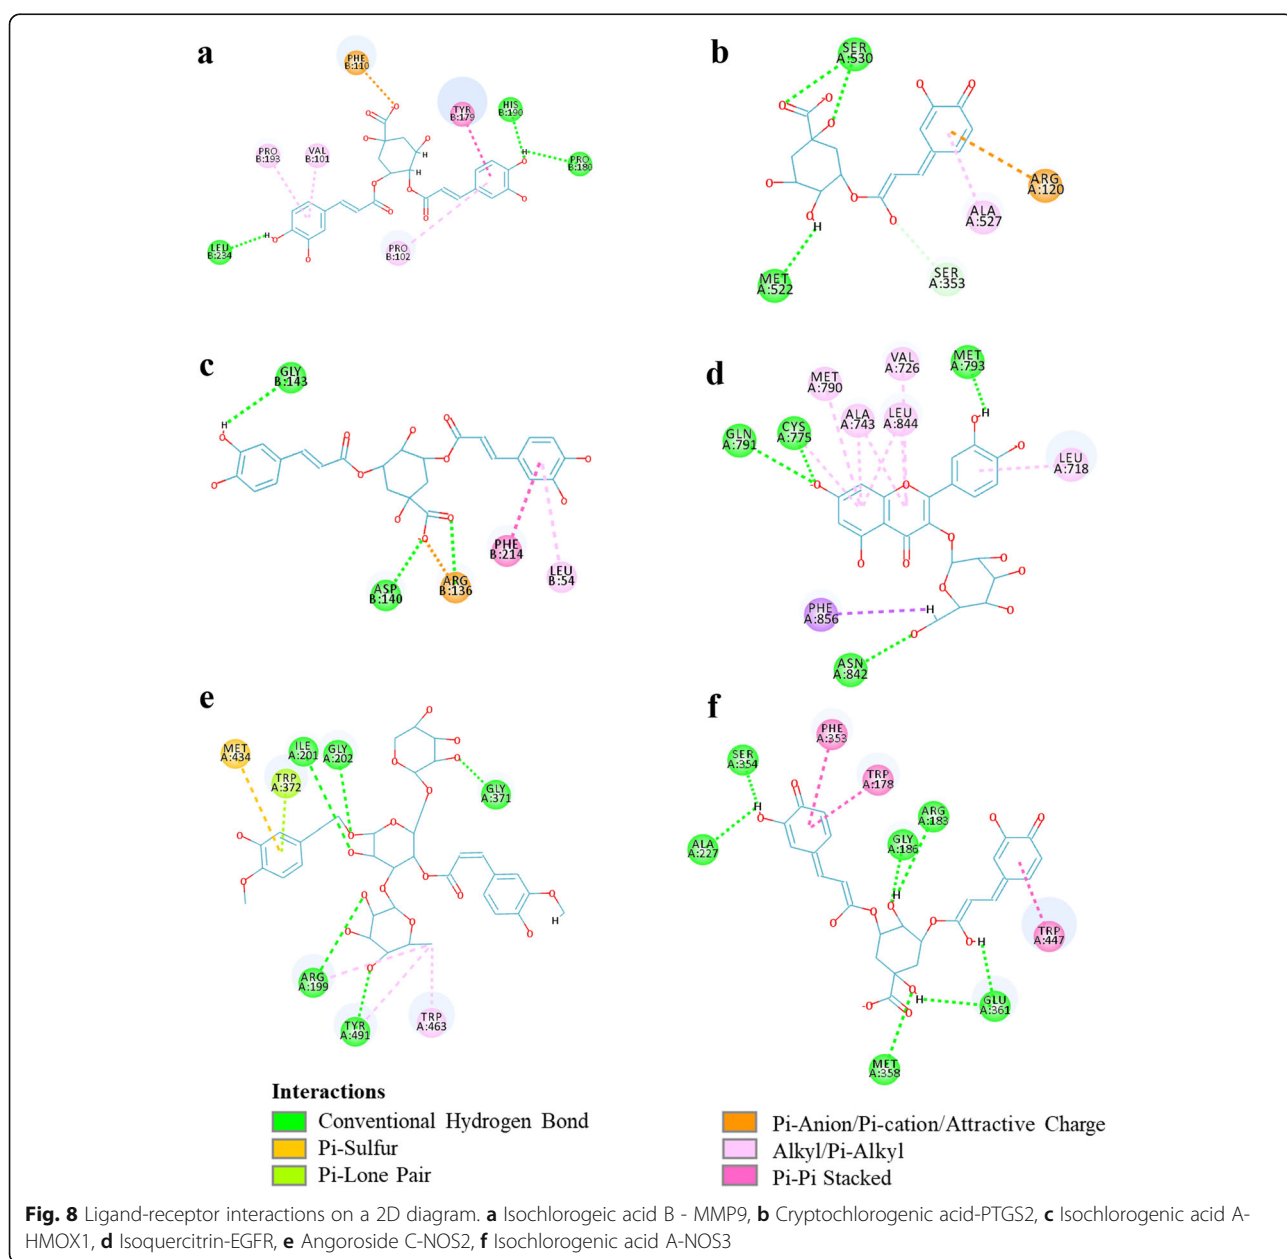 a
PHE
B:110
TYR
B:179
HIS
B:190
PRO
B:193
VAL
B:101
PRO
B:180
H
O
LEU
B:234
PRO
B:102
b
SER
A:530
ARG
A:120
ALA
A:527
MET
A:522
SER
A:353
c
GLY
B:143
PHE
B:214
LEU
B:54
ASP
B:140
ARG
B:136
d
VAL
A:726
MET
A:793
MET
A:790
ALA
A:743
LEU
A:844
GLN
A:791
CYS
A:775
LEU
A:718
PHE
A:856
ASN
A:842
e
MET
A:434
ILE
A:201
GLY
A:202
TRP
A:372
GLY
A:371
ARG
A:199
TYR
A:491
TRP
A:463
f
PHE
A:353
SER
A:354
TRP
A:178
ARG
A:183
ALA
A:227
GLY
A:186
TRP
A:447
GLU
A:361
MET
A:358
Interactions
Conventional Hydrogen Bond
Pi-Sulfur
Pi-Lone Pair
Pi-Anion/Pi-cation/Attractive Charge
Alkyl/Pi-Alkyl
Pi-Pi Stacked
Fig. 8 Ligand-receptor interactions on a 2D diagram. a Isochlorogeic acid B - MMP9, b Cryptochlorogenic acid-PTGS2, c Isochlorogenic acid A-
HMOX1, d Isoquercitrin-EGFR, e Angoroside C-NOS2, f Isochlorogenic acid A-NOS3